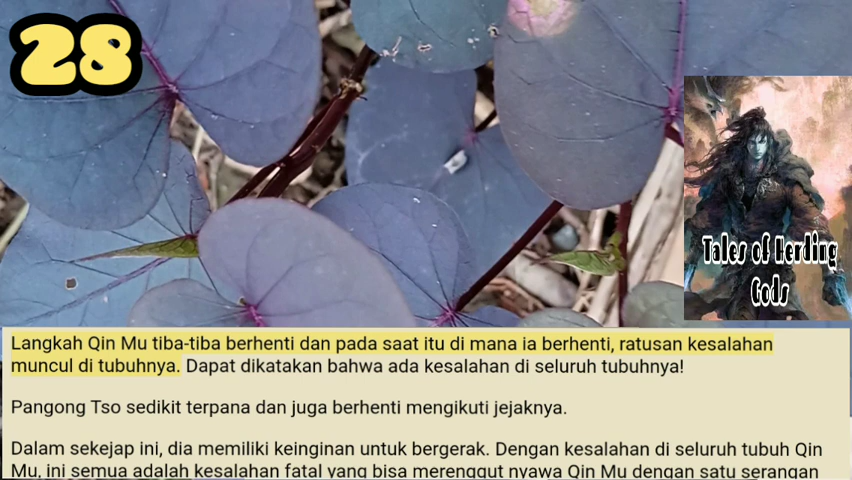 28
Tales of Herding
Gods
Langkah Qin Mu tiba-tiba berhenti dan pada saat itu di mana ia berhenti, ratusan kesalahan
muncul di tubuhnya. Dapat dikatakan bahwa ada kesalahan di seluruh tubuhnya!
Pangong Tso sedikit terpana dan juga berhenti mengikuti jejaknya.
Dalam sekejap ini, dia memiliki keinginan untuk bergerak. Dengan kesalahan di seluruh tubuh Qin
Mu, ini semua adalah kesalahan fatal yang bisa merenggut nyawa Qin Mu dengan satu serangan